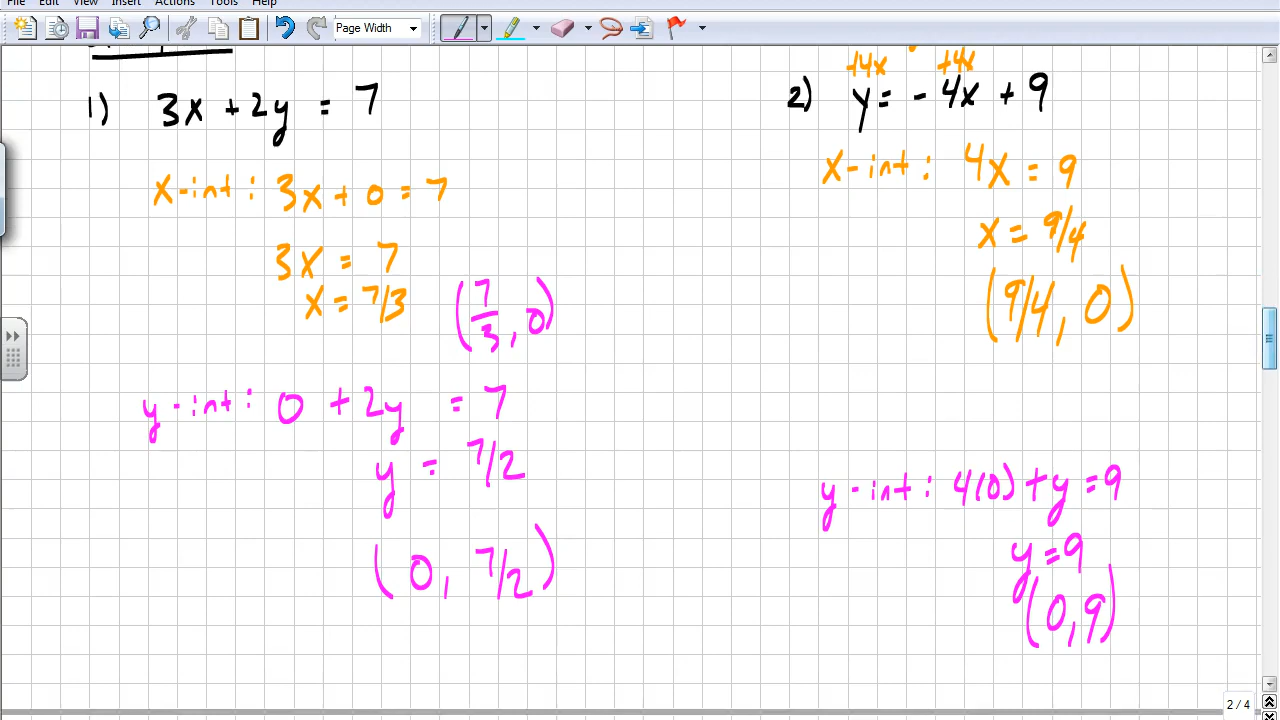 File Edit View Insert Actions Tools Help
Page Width
1) 3x + 2y = 7
x-int: 3x + 0 = 7
3x = 7
x = 7/3
(7/3, 0)
y-int: 0 + 2y = 7
y = 7/2
(0, 7/2)
+4x +4x
2) y = -4x + 9
x-int: 4x = 9
x = 9/4
(9/4, 0)
y-int: 4(0) + y = 9
y = 9
(0, 9)
2 / 4